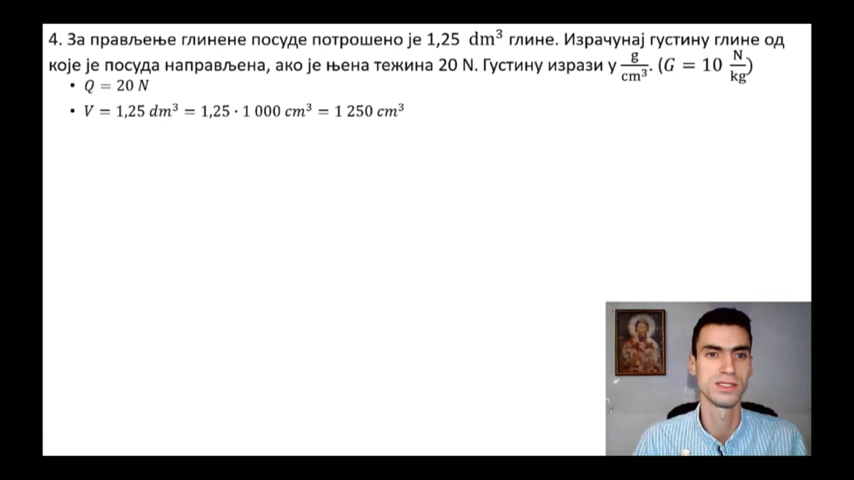 4. За прављење глинене посуде потрошено је 1,25 dm³ глине. Израчунај густину глине од
које је посуда направљена, ако је њена тежина 20 N. Густину изрази у g/cm³. (G = 10 N/kg)
• Q = 20 N
• V = 1,25 dm³ = 1,25 · 1 000 cm³ = 1 250 cm³